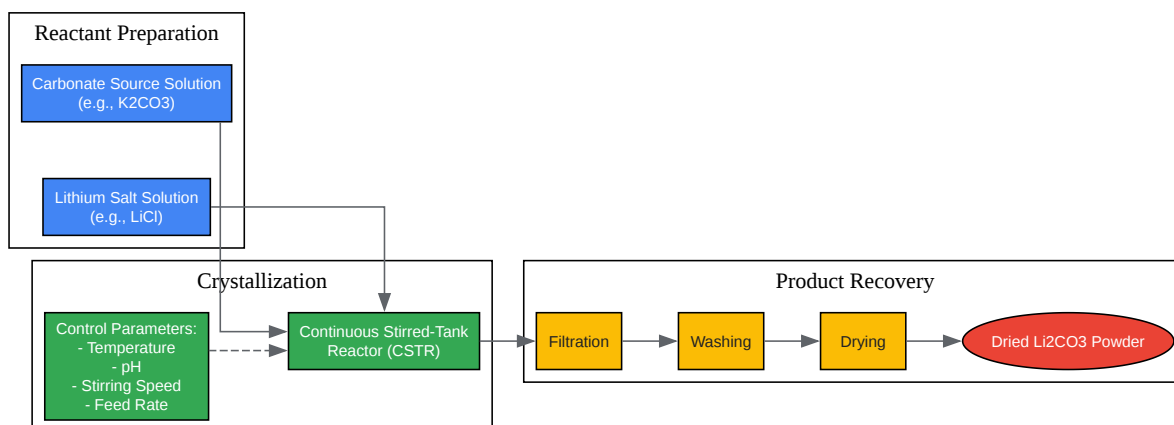 Reactant Preparation
Carbonate Source Solution
(e.g., K2CO3)
Lithium Salt Solution
(e.g., LiCl)
Crystallization
Control Parameters:
- Temperature
- pH
- Stirring Speed
- Feed Rate
Continuous Stirred-Tank
Reactor (CSTR)
Product Recovery
Filtration
Washing
Drying
Dried Li2CO3 Powder